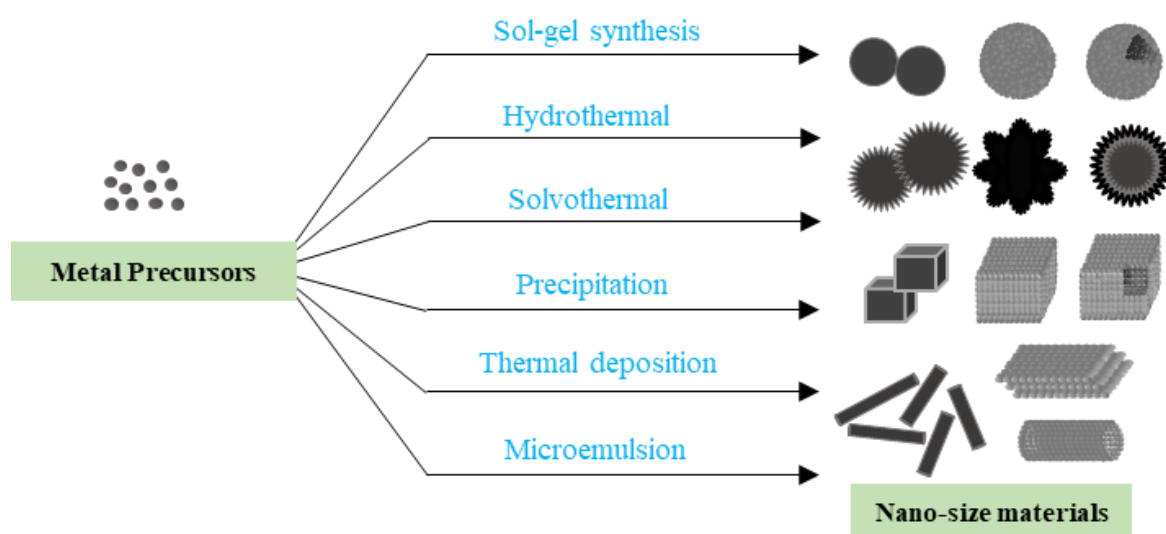 Sol-gel synthesis
Hydrothermal
Solvothermal
Metal Precursors
Precipitation
Thermal deposition
Microemulsion
Nano-size materials